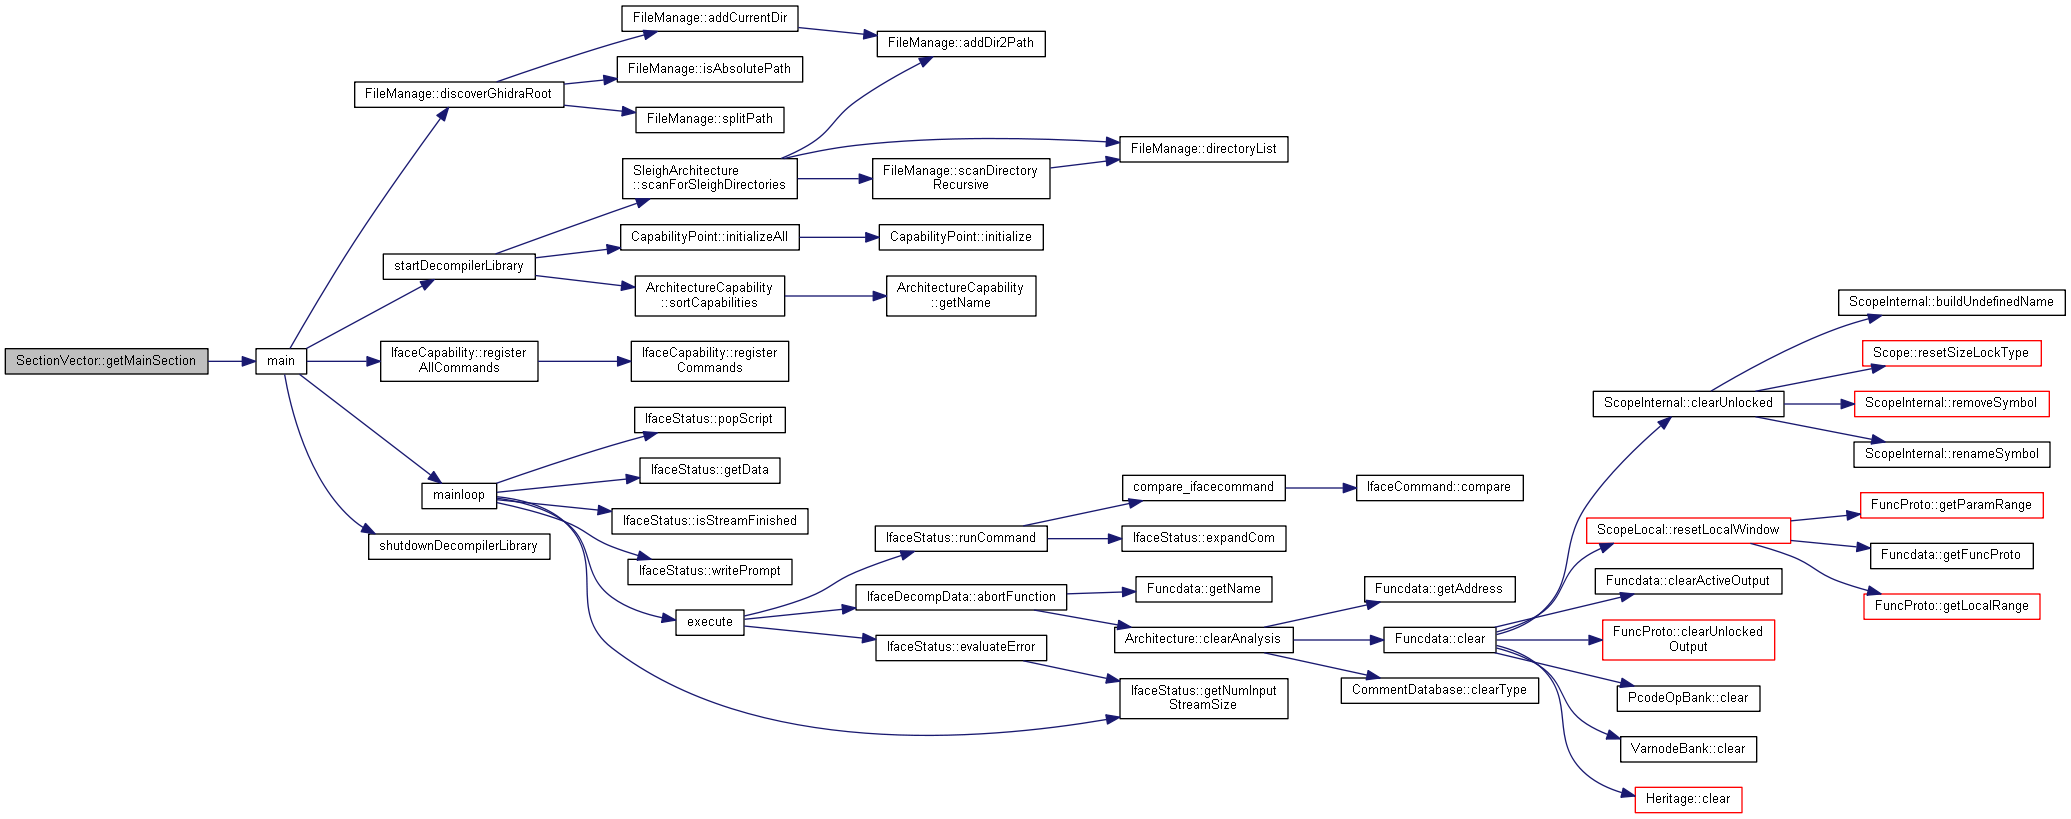 SectionVector::getMainSection
main
FileManage::discoverGhidraRoot
startDecompilerLibrary
IfaceCapability::register
AllCommands
mainloop
shutdownDecompilerLibrary
FileManage::addCurrentDir
FileManage::isAbsolutePath
FileManage::splitPath
SleighArchitecture
::scanForSleighDirectories
CapabilityPoint::initializeAll
ArchitectureCapability
::sortCapabilities
IfaceCapability::register
Commands
IfaceStatus::popScript
IfaceStatus::getData
IfaceStatus::isStreamFinished
IfaceStatus::writePrompt
execute
FileManage::addDir2Path
FileManage::scanDirectory
Recursive
CapabilityPoint::initialize
ArchitectureCapability
::getName
IfaceStatus::runCommand
IfaceDecompData::abortFunction
IfaceStatus::evaluateError
FileManage::directoryList
compare_ifacecommand
IfaceStatus::expandCom
Funcdata::getName
Architecture::clearAnalysis
IfaceStatus::getNumInput
StreamSize
IfaceCommand::compare
Funcdata::getAddress
Funcdata::clear
CommentDatabase::clearType
ScopeInternal::clearUnlocked
ScopeLocal::resetLocalWindow
Funcdata::clearActiveOutput
FuncProto::clearUnlocked
Output
PcodeOpBank::clear
VarnodeBank::clear
Heritage::clear
ScopeInternal::buildUndefinedName
Scope::resetSizeLockType
ScopeInternal::removeSymbol
ScopeInternal::renameSymbol
FuncProto::getParamRange
Funcdata::getFuncProto
FuncProto::getLocalRange